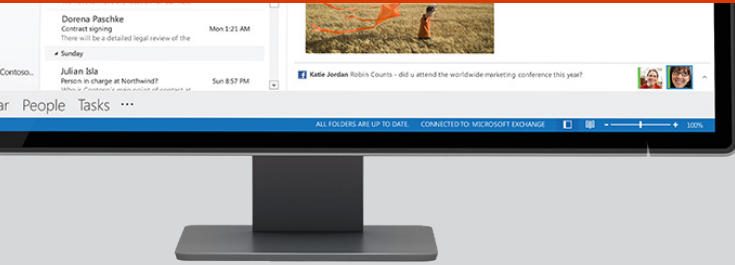 Dorena Paschke
Contract signing Mon 1:21 AM
There will be a detailed legal review of the
Sunday
Contoso...
Julian Isla
Person in charge at Northwind? Sun 8:57 PM
Who is Contoso's main point of contact at
Katie Jordan Robin Counts - did u attend the worldwide marketing conference this year?
ar People Tasks ···
ALL FOLDERS ARE UP TO DATE. CONNECTED TO: MICROSOFT EXCHANGE 100%